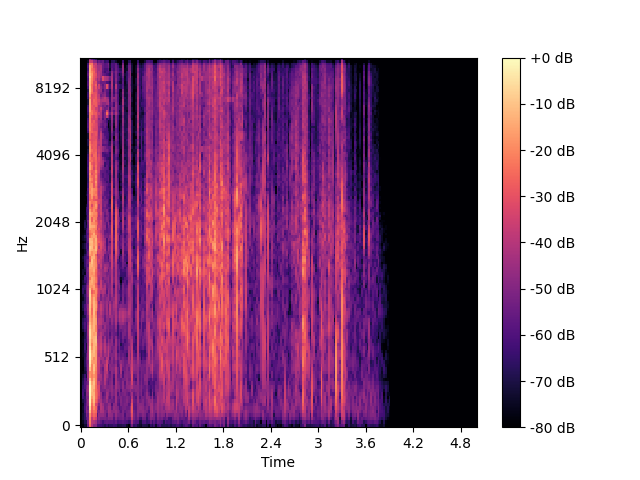 +0 dB
8192
-10 dB
4096
-20 dB
-30 dB
2048
Hz
-40 dB
1024
-50 dB
-60 dB
512
-70 dB
0
-80 dB
0 0.6 1.2 1.8 2.4 3 3.6 4.2 4.8
Time